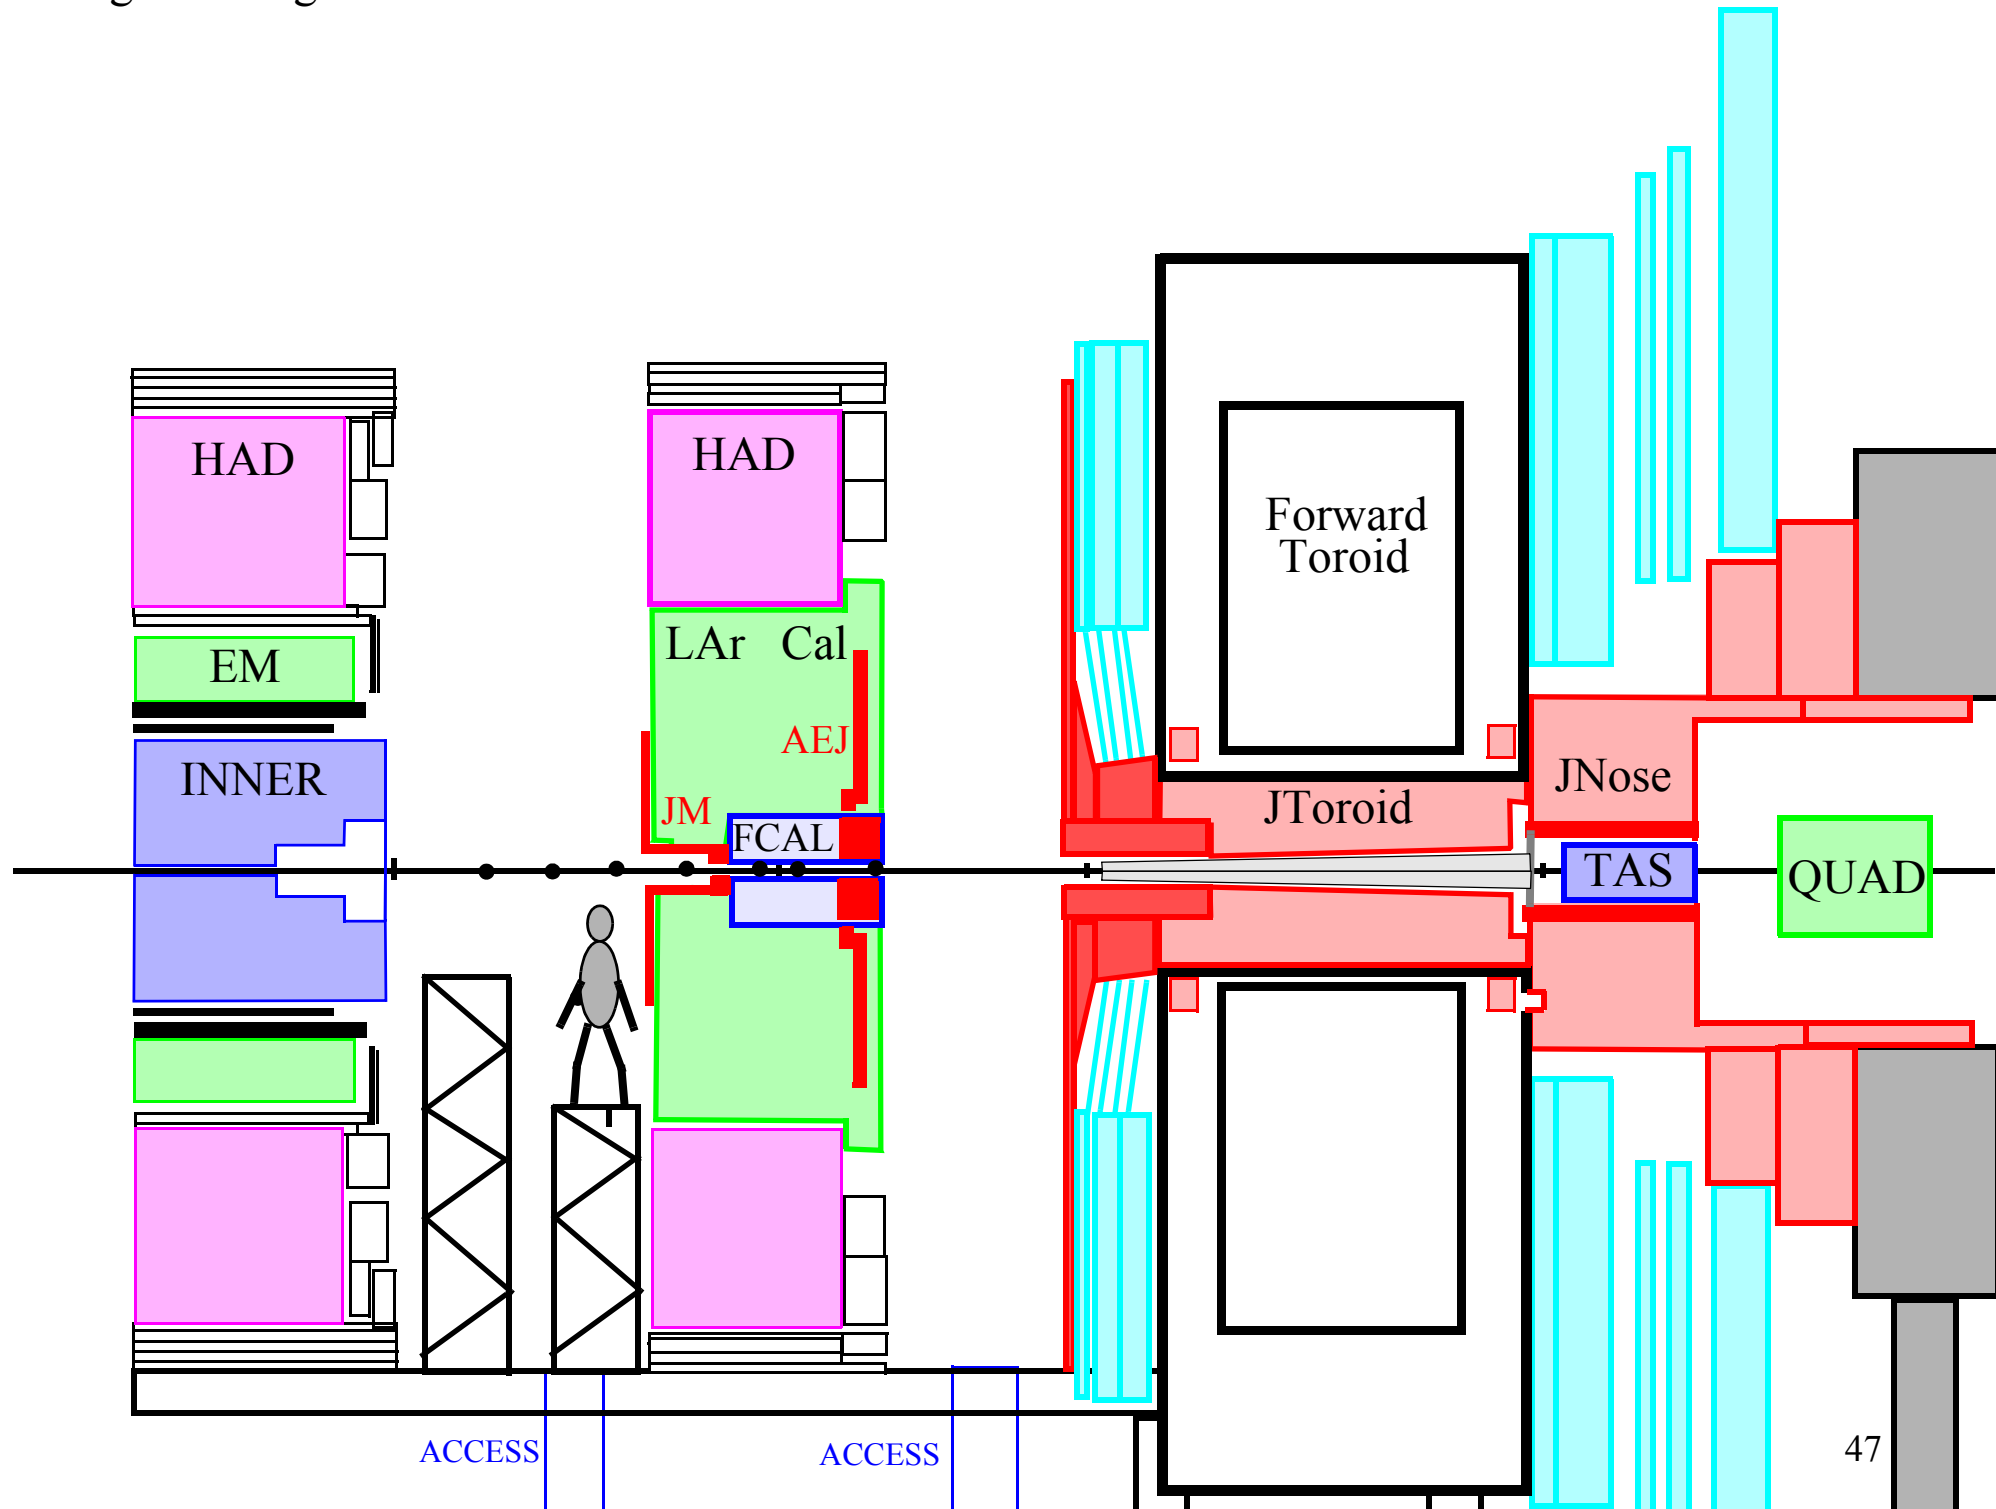 HAD
HAD
Forward
Toroid
LAr Cal
EM
AEJ
INNER
JNose
JM
JToroid
FCAL
TAS
QUAD
ACCESS
ACCESS
47